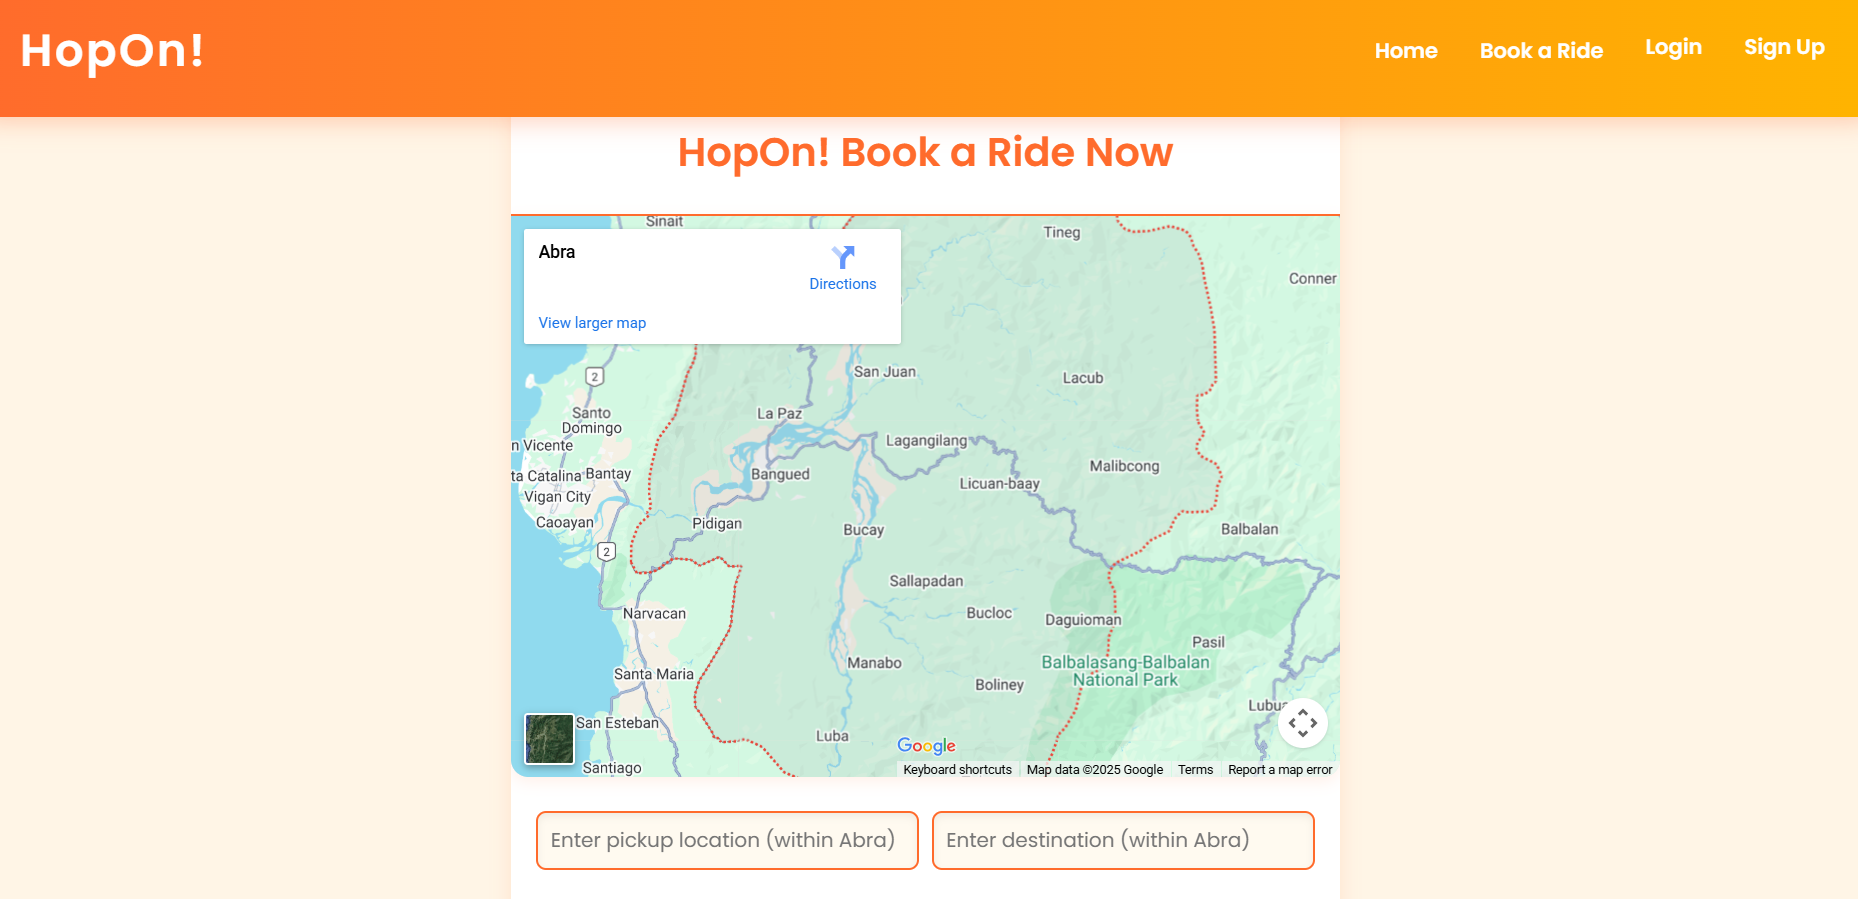 HopOn!
Home Book a Ride Login Sign Up
HopOn! Book a Ride Now
Abra
Directions
View larger map
Sinait
Tineg
Conner
2
San Juan
Lacub
La Paz
Santo
Domingo
n Vicente
Lagangilang
ta Catalina
Bantay
Bangued
Malibcong
Licuan-baay
Vigan City
Caoayan
Pidigan
Bucay
Balbalan
2
Sallapadan
Narvacan
Bucloc
Daguioman
Pasil
Manabo
Balbalasang-Balbalan
National Park
Santa Maria
Boliney
Lubua
San Esteban
Luba
Google
Santiago
Keyboard shortcuts Map data ©2025 Google Terms Report a map error
Enter pickup location (within Abra) Enter destination (within Abra)